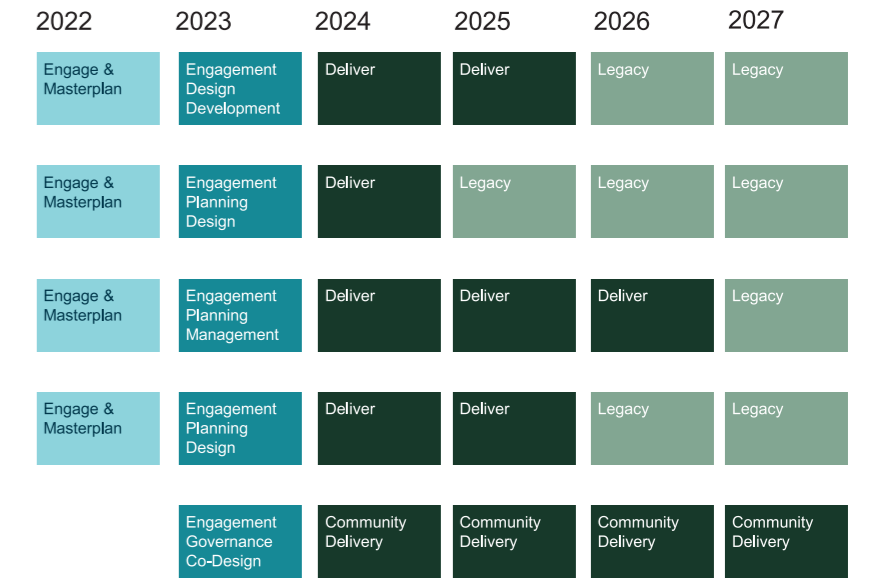 2022 2023 2024 2025 2026 2027
Engage & Engagement Deliver Deliver Legacy Legacy
Masterplan Design
Development
Engage & Engagement Deliver Legacy Legacy Legacy
Masterplan Planning
Design
Engage & Engagement Deliver Deliver Deliver Legacy
Masterplan Planning
Management
Engage & Engagement Deliver Deliver Legacy Legacy
Masterplan Planning
Design
Engagement Community Community Community Community
Governance Delivery Delivery Delivery Delivery
Co-Design